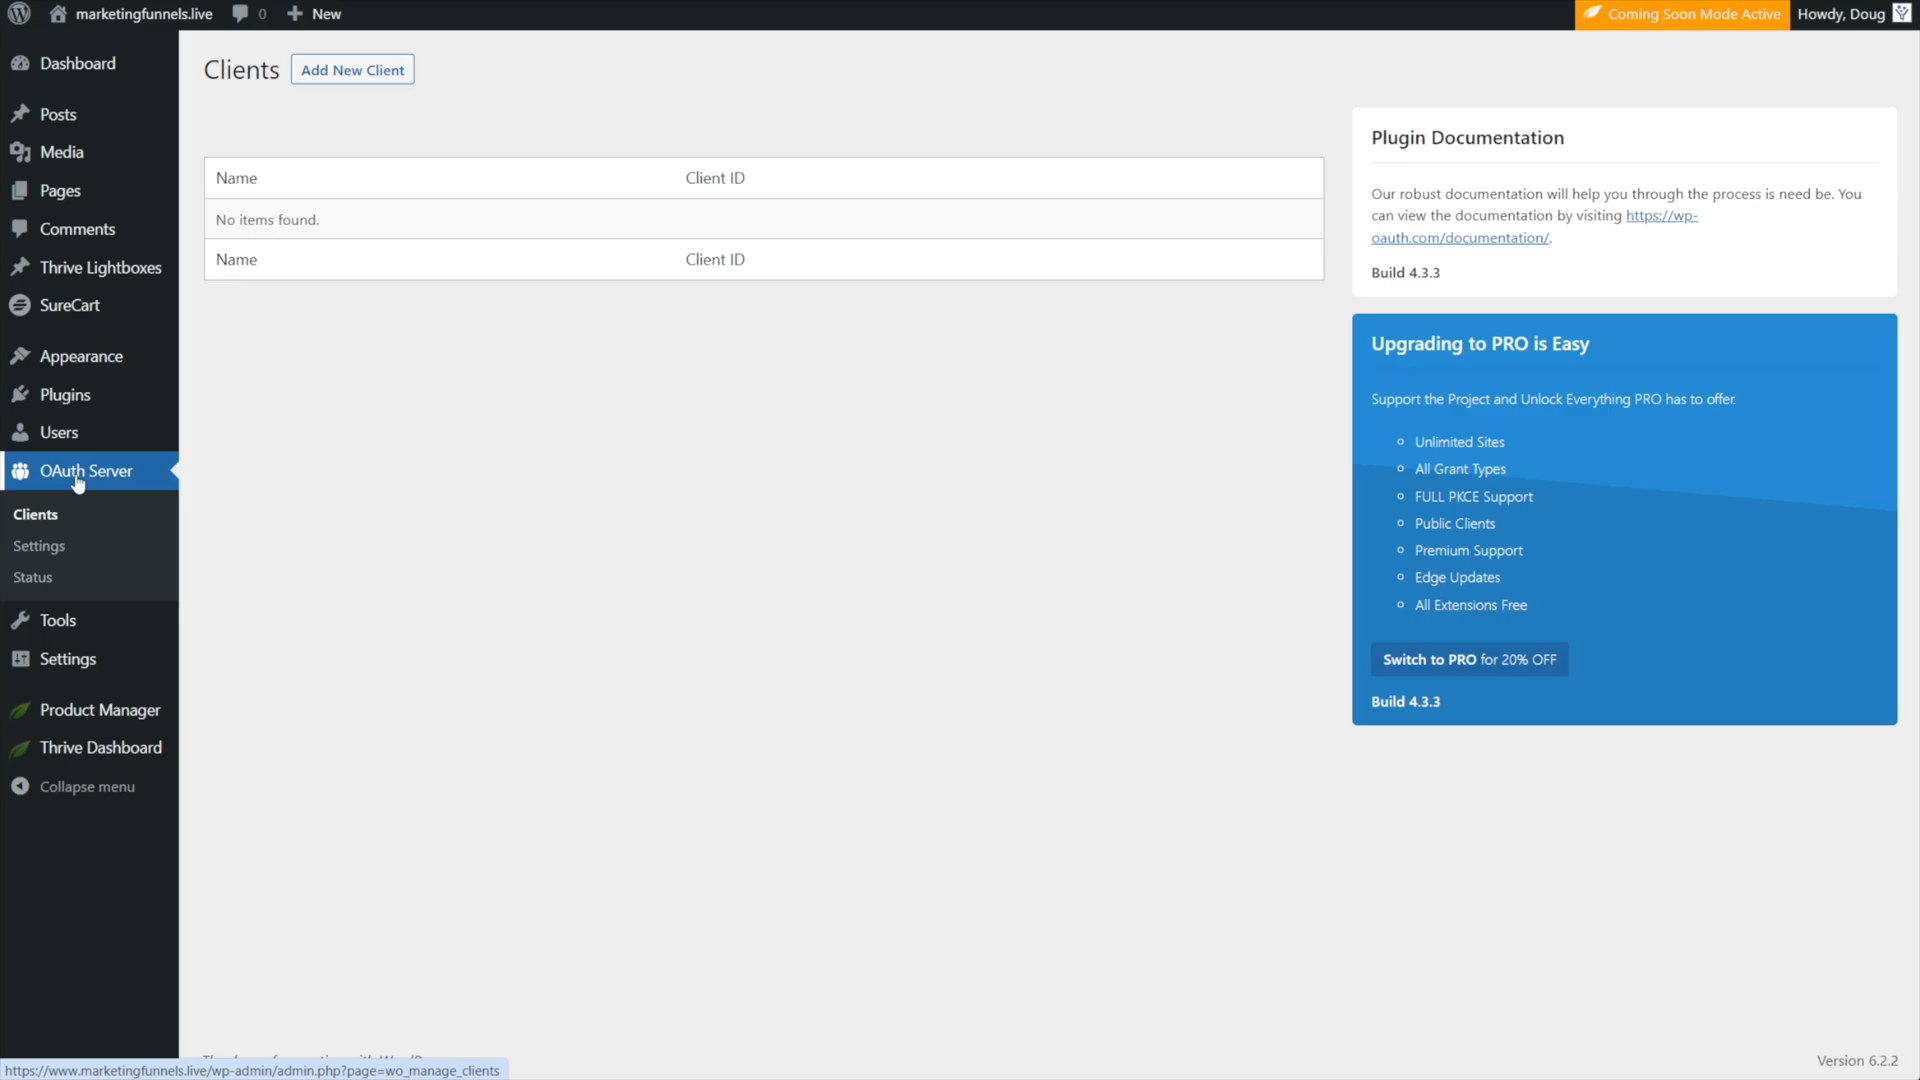 marketingfunnels.live
0
New
Coming Soon Mode Active
Howdy, Doug
Dashboard
Posts
Media
Pages
Comments
Thrive Lightboxes
SureCart
Appearance
Plugins
Users
OAuth Server
Clients
Settings
Status
Tools
Settings
Product Manager
Thrive Dashboard
Collapse menu
Clients
Add New Client
Name Client ID
No items found.
Name Client ID
Plugin Documentation
Our robust documentation will help you through the process is need be. You
can view the documentation by visiting https://wp-
oauth.com/documentation/.
Build 4.3.3
Upgrading to PRO is Easy
Support the Project and Unlock Everything PRO has to offer.
Unlimited Sites
All Grant Types
FULL PKCE Support
Public Clients
Premium Support
Edge Updates
All Extensions Free
Switch to PRO for 20% OFF
Build 4.3.3
Version 6.2.2
https://www.marketingfunnels.live/wp-admin/admin.php?page=wo_manage_clients